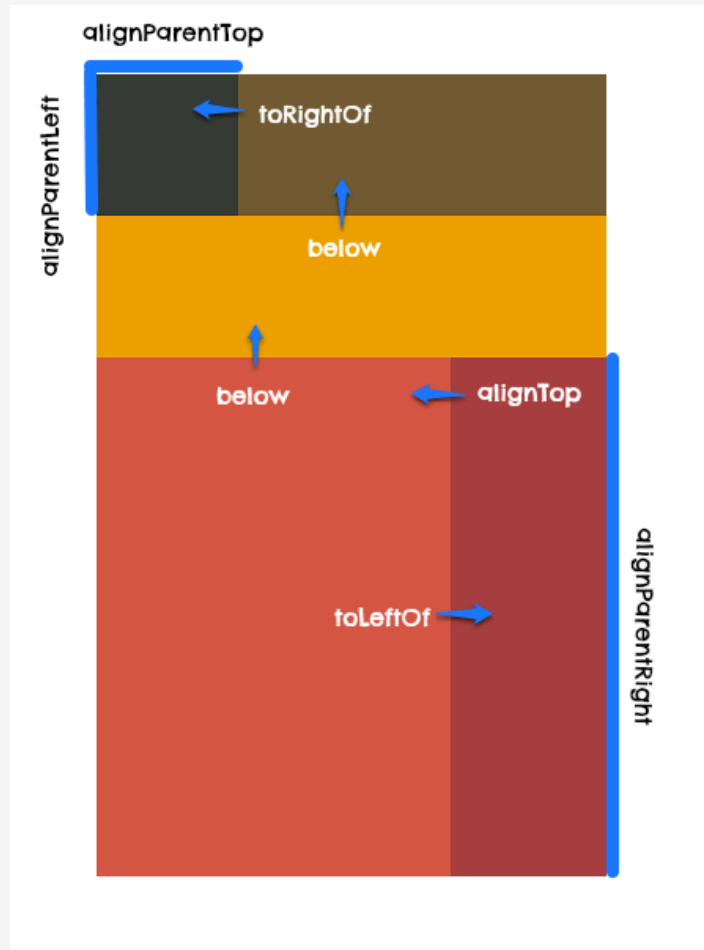 alignParentTop
alignParentLeft
toRightOf
below
below
alignTop
toLeftOf
alignParentRight